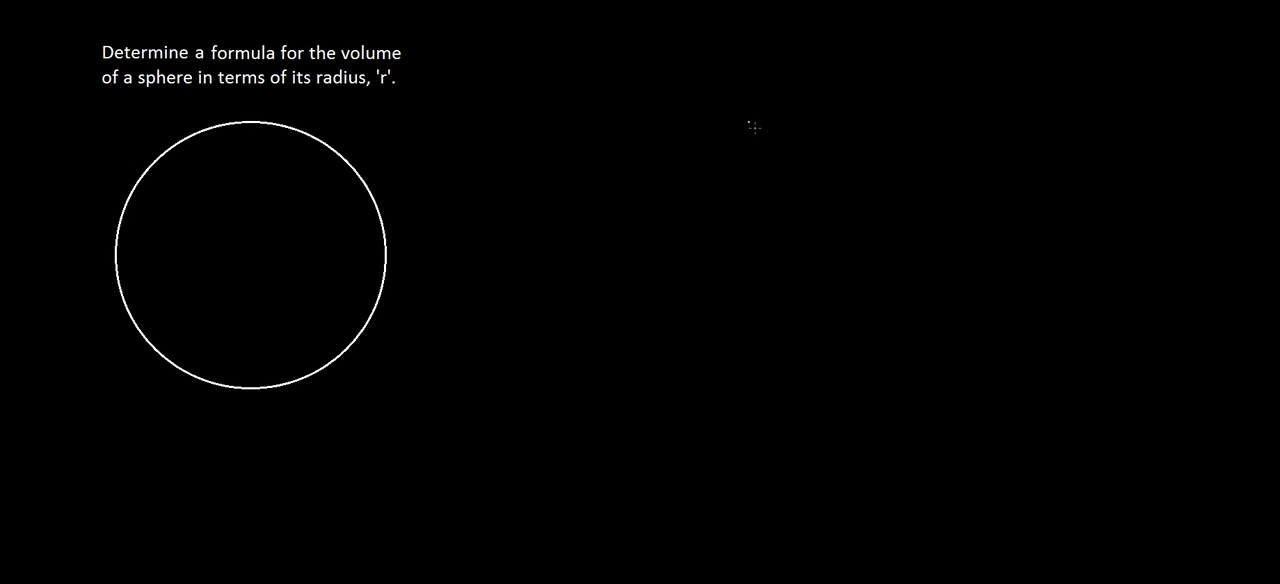 Determine a formula for the volume
of a sphere in terms of its radius, 'r'.